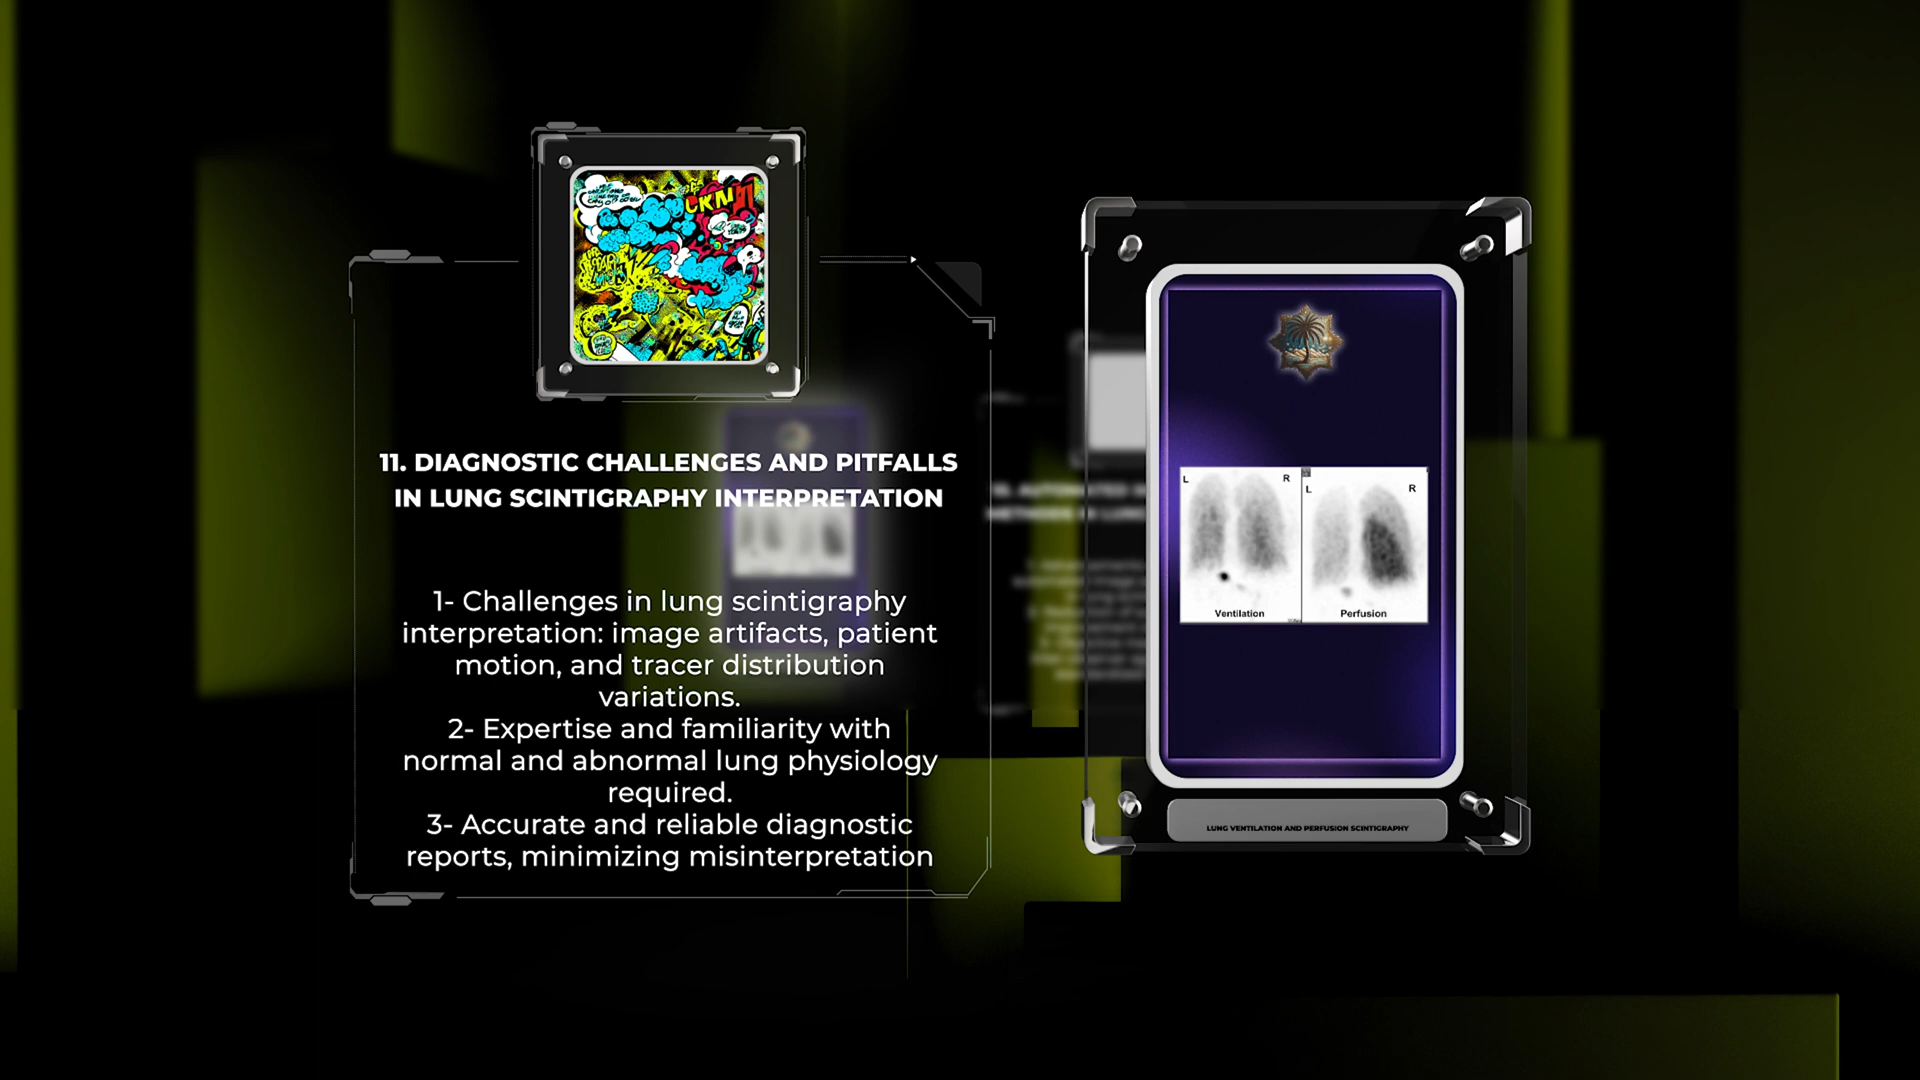 11. DIAGNOSTIC CHALLENGES AND PITFALLS
IN LUNG SCINTIGRAPHY INTERPRETATION
1- Challenges in lung scintigraphy
interpretation: image artifacts, patient
motion, and tracer distribution
variations.
2- Expertise and familiarity with
normal and abnormal lung physiology
required.
3- Accurate and reliable diagnostic
reports, minimizing misinterpretation
L R
L R
Ventilation
Perfusion
LUNG VENTILATION AND PERFUSION SCINTIGRAPHY